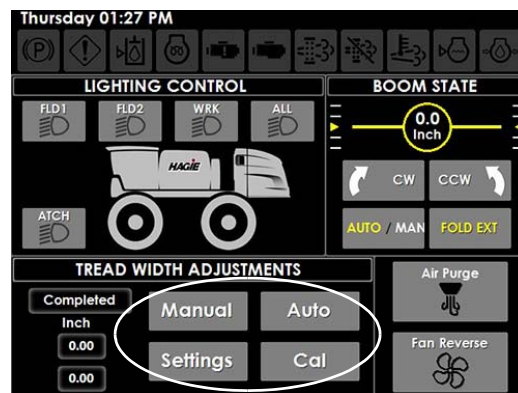 Thursday 01:27 PM
(P)
LIGHTING CONTROL
FLD1 FLD2 WRK ALL
HAGIE
ATCH
BOOM STATE
0.0
Inch
CW CCW
AUTO / MAN FOLD EXT
TREAD WIDTH ADJUSTMENTS
Completed
Inch
0.00
0.00
Manual Auto
Settings Cal
Air Purge
Fan Reverse